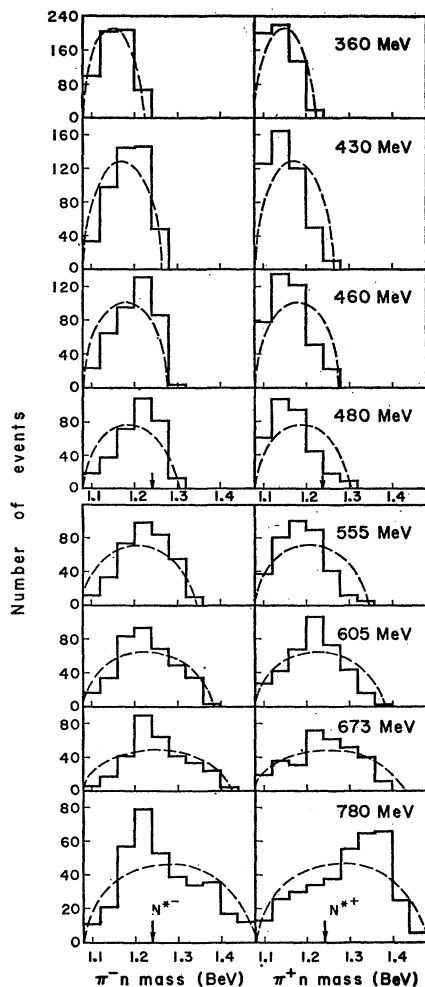 240
160
80
0
360 MeV
160
120
80
40
0
430 MeV
120
80
40
0
460 MeV
80
40
0
480 MeV
1.1 1.2 1.3 1.4 1.1 1.2 1.3 1.4
Number of events
80
40
0
555 MeV
80
40
0
605 MeV
80
40
0
673 MeV
80
60
40
20
0
780 MeV
N*-
N*+
1.1 1.2 1.3 1.4 1.1 1.2 1.3 1.4
π⁻n mass (BeV) π⁺n mass (BeV)